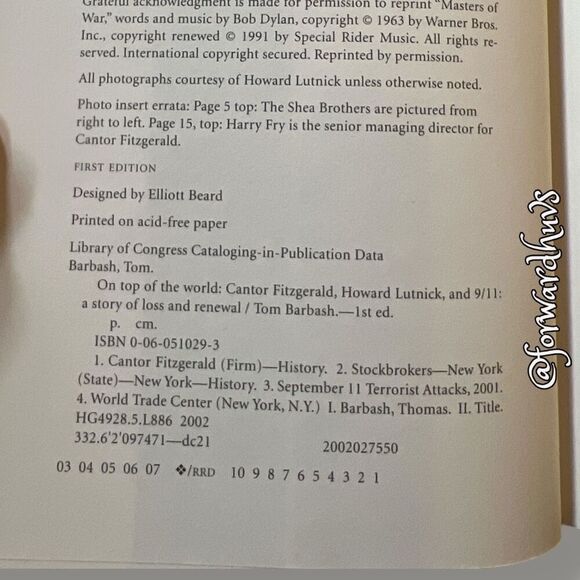 Grateful acknowledgment is made for permission to reprint "Masters of
War," words and music by Bob Dylan, copyright © 1963 by Warner Bros.
Inc., copyright renewed © 1991 by Special Rider Music. All rights re-
served. International copyright secured. Reprinted by permission.
All photographs courtesy of Howard Lutnick unless otherwise noted.
Photo insert errata: Page 5 top: The Shea Brothers are pictured from
right to left. Page 15, top: Harry Fry is the senior managing director for
Cantor Fitzgerald.
FIRST EDITION
Designed by Elliott Beard
Printed on acid-free paper
Library of Congress Cataloging-in-Publication Data
Barbash, Tom.
On top of the world: Cantor Fitzgerald, Howard Lutnick, and 9/11:
a story of loss and renewal / Tom Barbash.—1st ed.
p. cm.
ISBN 0-06-051029-3
1. Cantor Fitzgerald (Firm)—History. 2. Stockbrokers—New York
(State)—New York—History. 3. September 11 Terrorist Attacks, 2001.
4. World Trade Center (New York, N.Y.) I. Barbash, Thomas. II. Title.
HG4928.5.L886 2002
332.6'2'097471—dc21 2002027550
03 04 05 06 07 ❖/RRD 10 9 8 7 6 5 4 3 2 1
@forwardhuvs